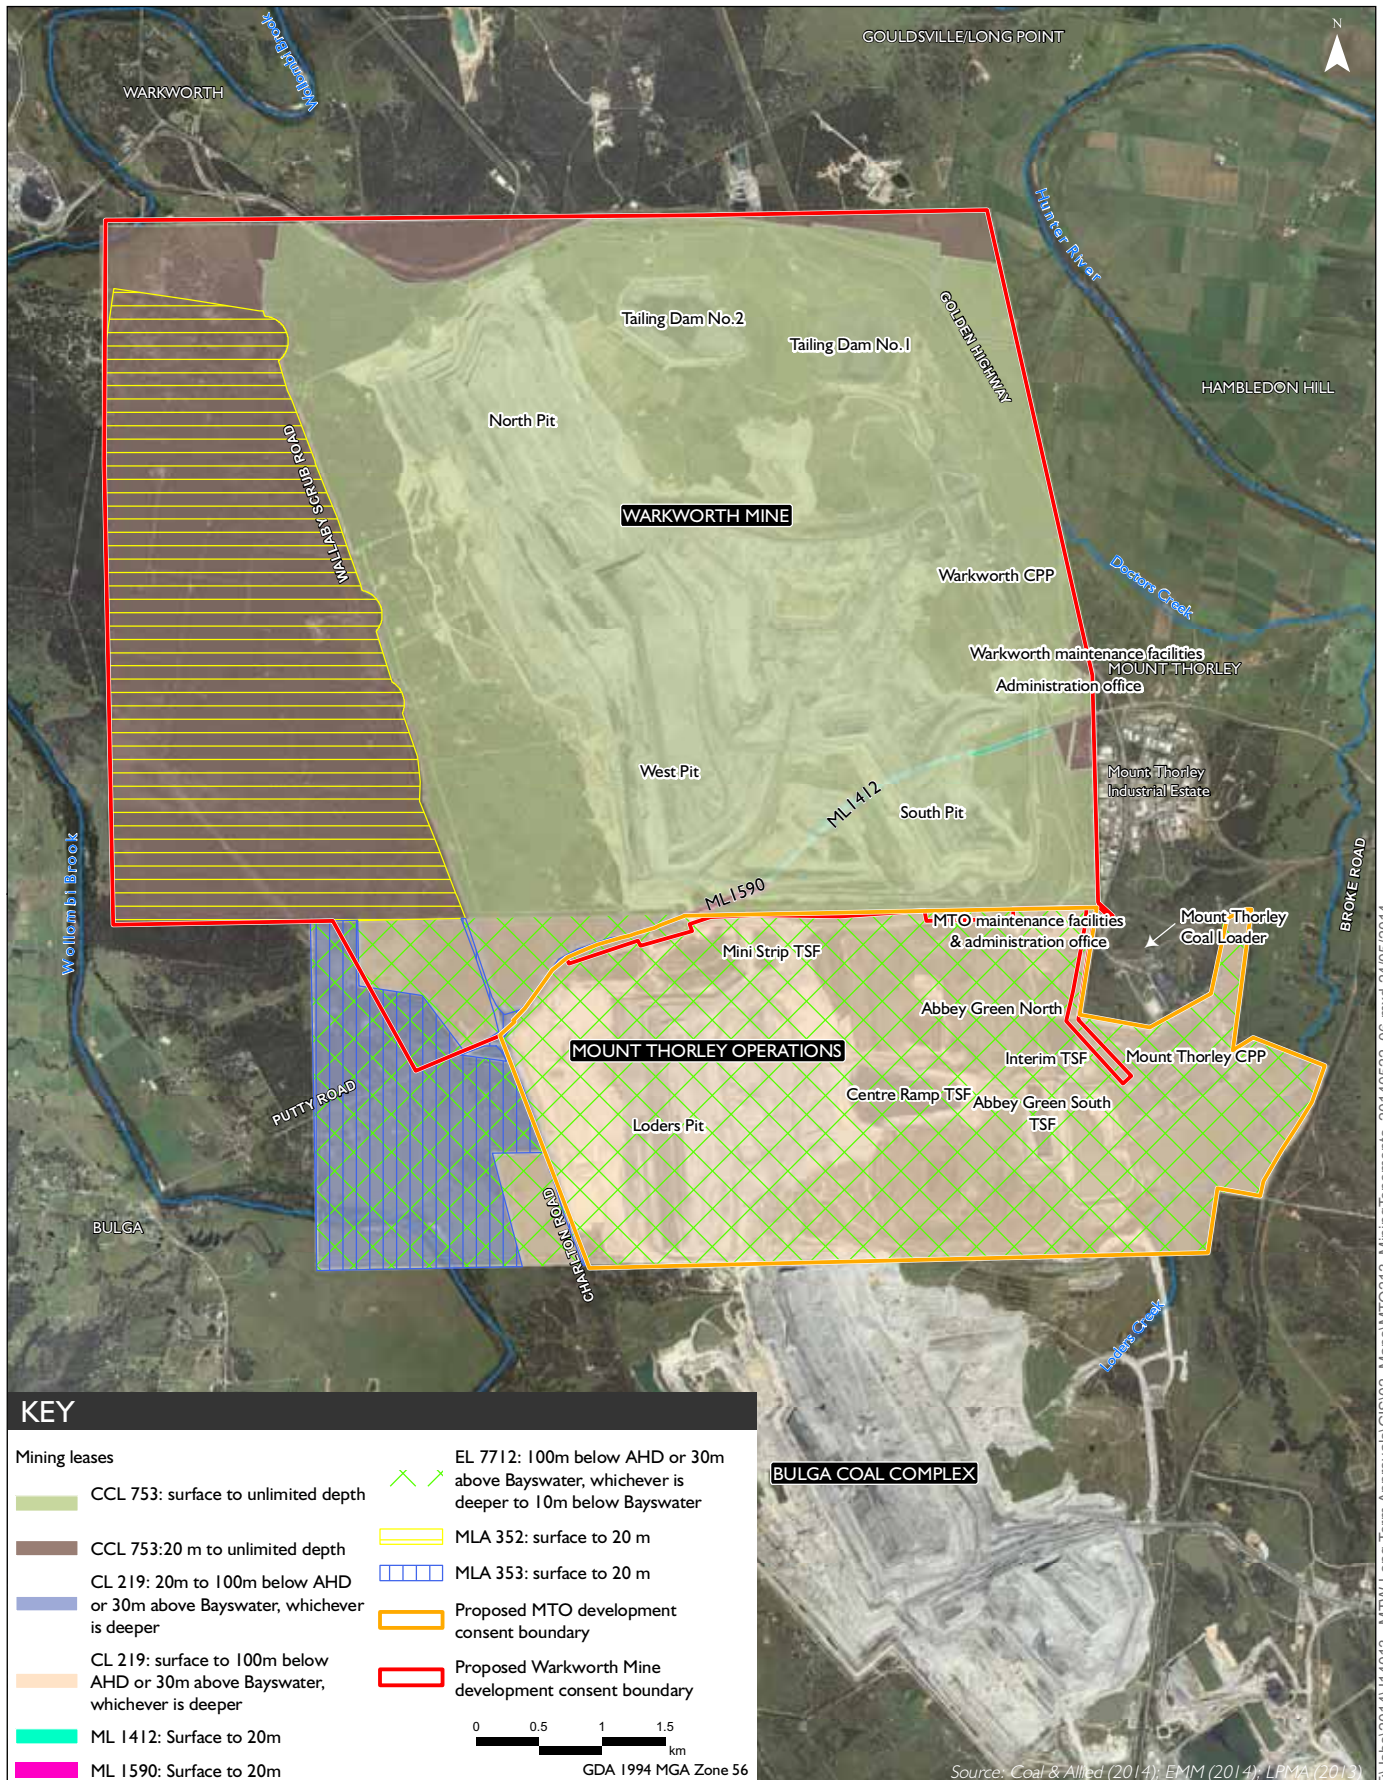 N
GOULDSVILLE/LONG POINT
Wollombi Brook
Wollombi Brook
WARKWORTH
Hunter River
GOLDEN HIGHWAY
Tailing Dam No.2
Tailing Dam No.1
HAMBLEDON HILL
North Pit
WALLABY SCRUB ROAD
WARKWORTH MINE
Warkworth CPP
Doctors Creek
Warkworth maintenance facilities
MOUNT THORLEY
Administration office
West Pit
ML1412
South Pit
Mount Thorley
Industrial Estate
BROKE ROAD
ML1590
MTO maintenance facilities
& administration office
Mount Thorley
Coal Loader
Mini Strip TSF
Abbey Green North
MOUNT THORLEY OPERATIONS
Interim TSF
Mount Thorley CPP
Centre Ramp TSF
Abbey Green South
TSF
PUTTY ROAD
Loders Pit
CHARLTON ROAD
BULGA
Loders Creek
BULGA COAL COMPLEX
KEY
Mining leases
CCL 753: surface to unlimited depth
CCL 753:20 m to unlimited depth
CL 219: 20m to 100m below AHD
or 30m above Bayswater, whichever
is deeper
CL 219: surface to 100m below
AHD or 30m above Bayswater,
whichever is deeper
ML 1412: Surface to 20m
ML 1590: Surface to 20m
EL 7712: 100m below AHD or 30m
above Bayswater, whichever is
deeper to 10m below Bayswater
MLA 352: surface to 20 m
MLA 353: surface to 20 m
Proposed MTO development
consent boundary
Proposed Warkworth Mine
development consent boundary
0 0.5 1 1.5
km
GDA 1994 MGA Zone 56
Source: Coal & Allied (2014); EMM (2014); LPMA (2013)